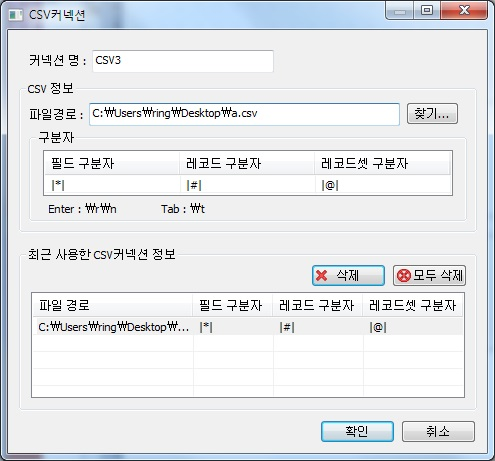 CSV커넥션
커넥션 명 : CSV3
CSV 정보
파일경로 : C:₩Users₩ring₩Desktop₩a.csv 찾기...
구분자
필드 구분자 레코드 구분자 레코드셋 구분자
|*| |#| |@|
Enter : ₩r₩n Tab : ₩t
최근 사용한 CSV커넥션 정보
삭제 모두 삭제
파일 경로 필드 구분자 레코드 구분자 레코드셋 구분자
C:₩Users₩ring₩Desktop₩... |*| |#| |@|
확인 취소